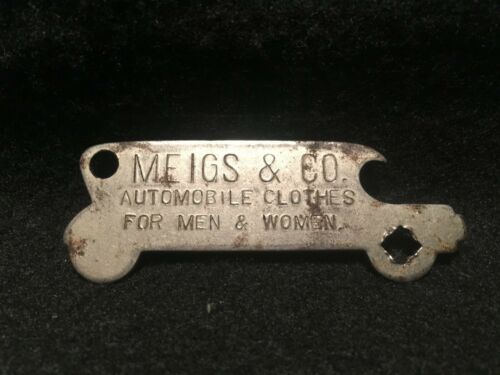 MEIGS & CO.
AUTOMOBILE CLOTHES
FOR MEN & WOMEN.